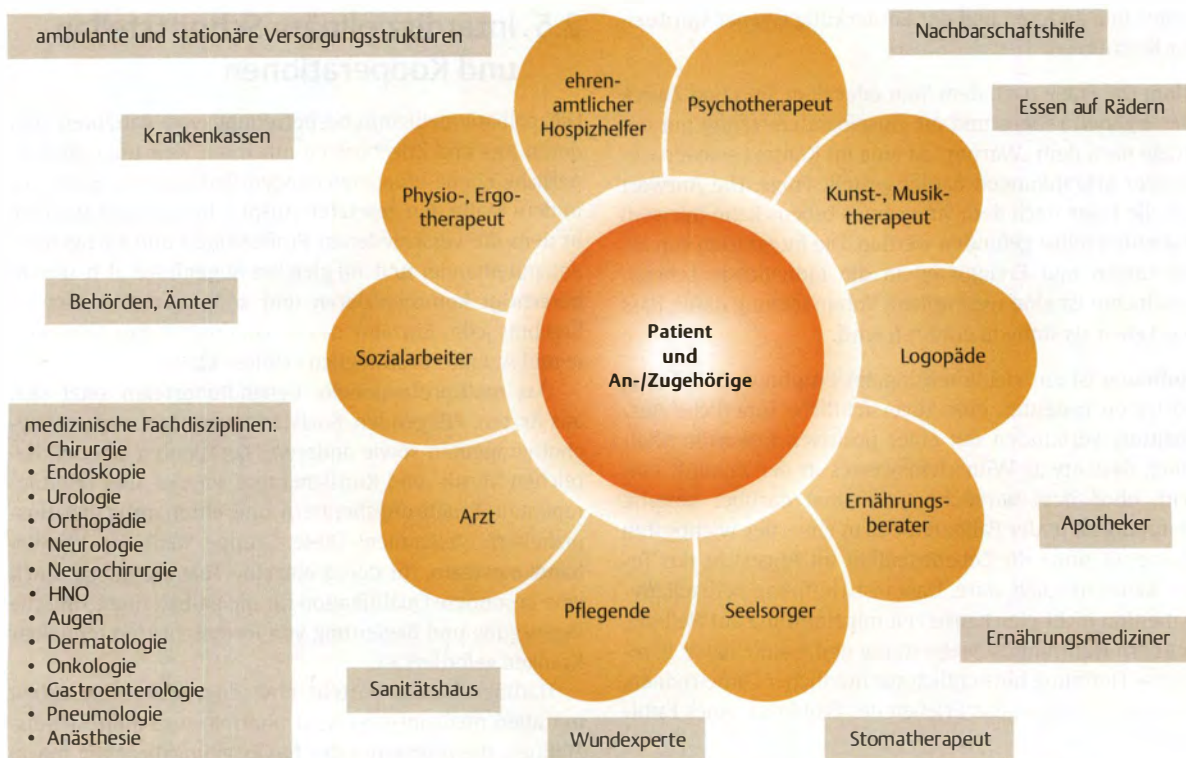 ambulante und stationäre Versorgungsstrukturen
Nachbarschaftshilfe
Krankenkassen
Essen auf Rädern
Behörden, Ämter
ehren-
amtlicher
Hospizhelfer
Psychotherapeut
Physio-, Ergo-
therapeut
Kunst-, Musik-
therapeut
Sozialarbeiter
Patient
und
An-/Zugehörige
Logopäde
Arzt
Ernährungs-
berater
Pflegende
Seelsorger
medizinische Fachdisziplinen:
• Chirurgie
• Endoskopie
• Urologie
• Orthopädie
• Neurologie
• Neurochirurgie
• HNO
• Augen
• Dermatologie
• Onkologie
• Gastroenterologie
• Pneumologie
• Anästhesie
Apotheker
Ernährungsmediziner
Sanitätshaus
Wundexperte
Stomatherapeut